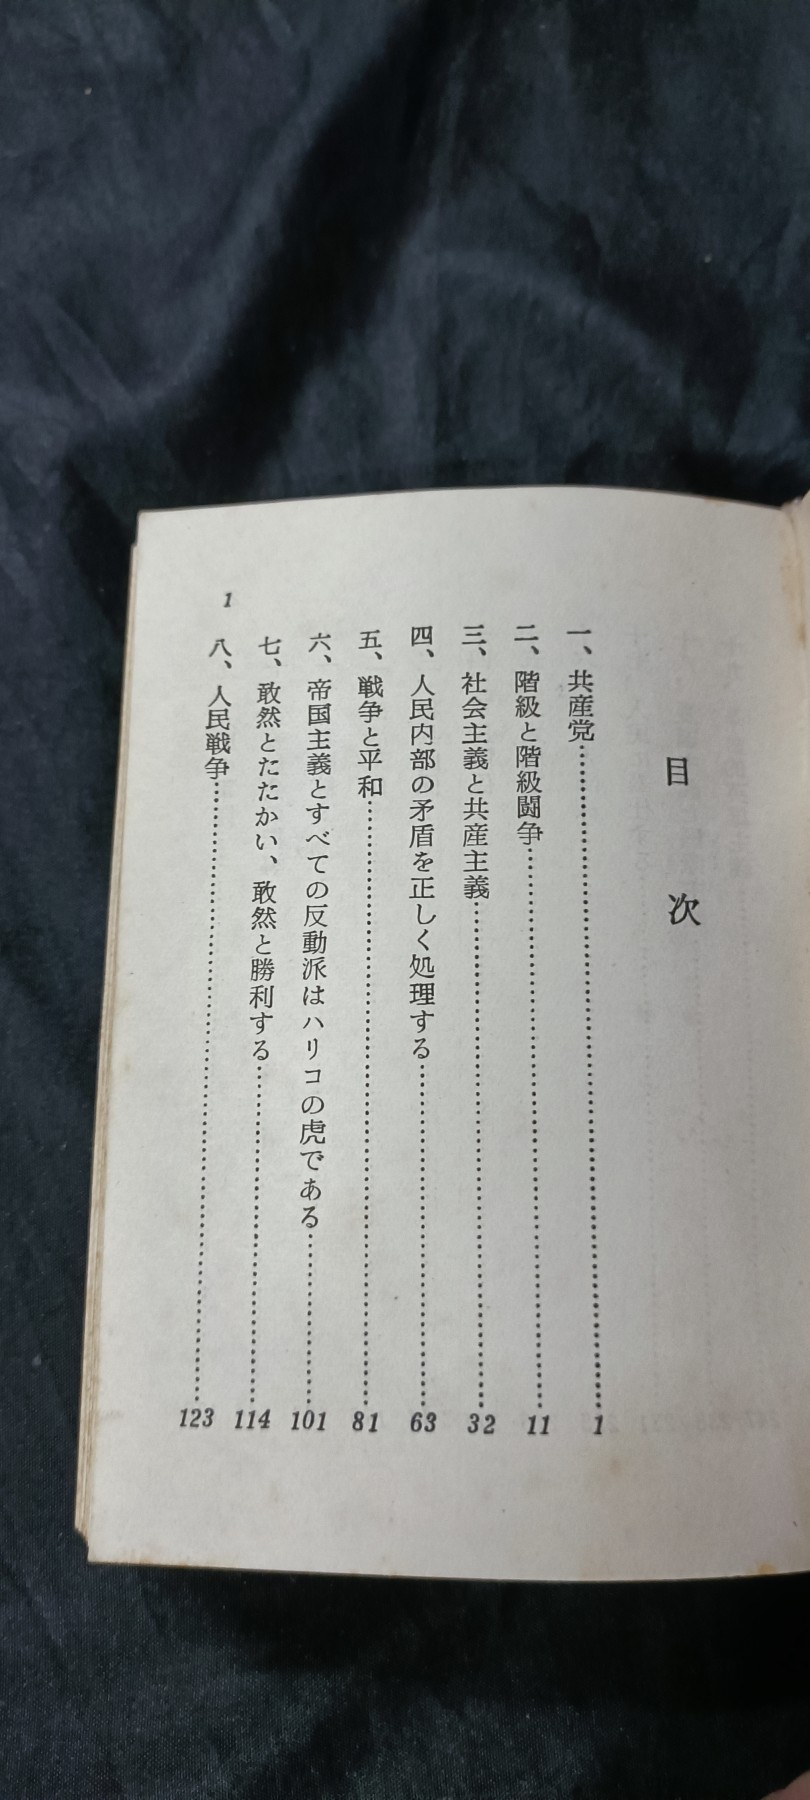 目次
一、共産党……1
二、階級と階級闘争……11
三、社会主義と共産主義……32
四、人民内部の矛盾を正しく処理する……63
五、戦争と平和……81
六、帝国主義とすべての反動派はハリコの虎である……101
七、敢然とたたかい、敢然と勝利する……114
八、人民戦争……123
1